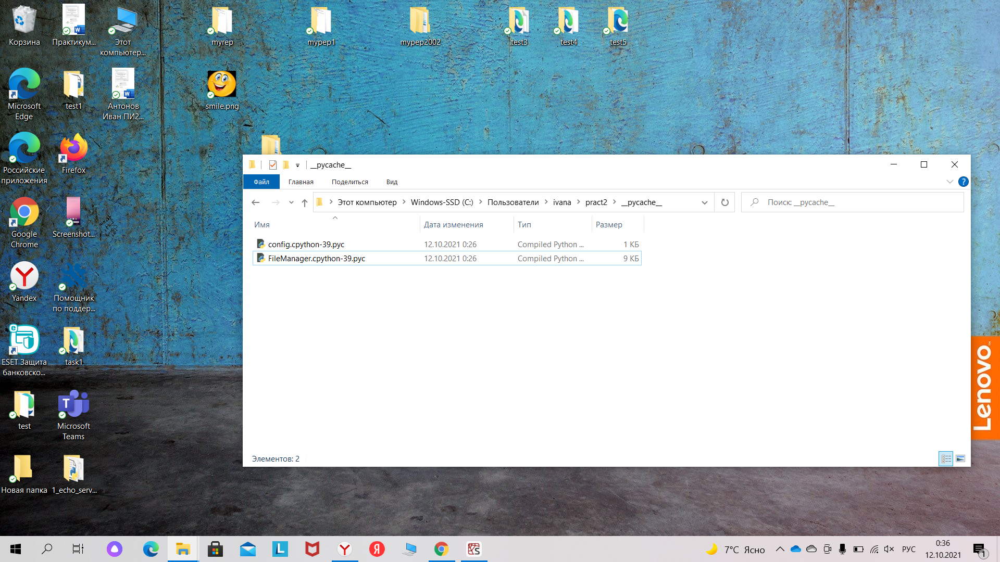 Корзина
Практикум...
Этот
компьютер...
myrep
mypep1
mypep2002
test3
test4
test5
Microsoft
Edge
test1
Антонов
Иван ПИ2...
smile.png
Российские
приложения
Firefox
Google
Chrome
Screenshot...
Yandex
Помощник
по поддер...
ESET Защита
банковско...
task1
test
Microsoft
Teams
Новая папка
1_echo_serv...
__pycache__
Файл
Главная
Поделиться
Вид
Этот компьютер
Windows-SSD (C:)
Пользователи
ivana
pract2
__pycache__
Поиск: __pycache__
Имя
Дата изменения
Тип
Размер
config.cpython-39.pyc
12.10.2021 0:26
Compiled Python ...
1 КБ
FileManager.cpython-39.pyc
12.10.2021 0:26
Compiled Python ...
9 КБ
Элементов: 2
Lenovo
7°C Ясно
РУС
0:36
12.10.2021
1